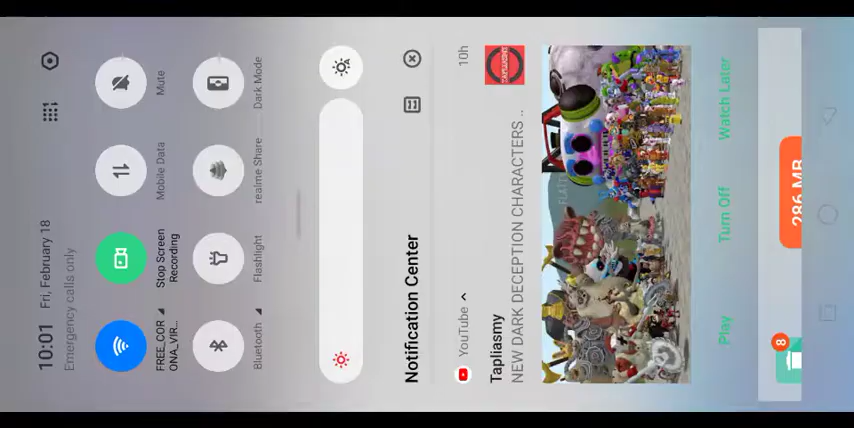 10:01 Fri, February 18
Emergency calls only
FREE_COR
ONA_VIR...
Stop Screen
Recording
Mobile Data
Mute
Bluetooth
Flashlight
realme Share
Dark Mode
Notification Center
YouTube
10h
Tapliasmy
NEW DARK DECEPTION CHARACTERS ..
Play
Turn Off
Watch Later
8
286 MB